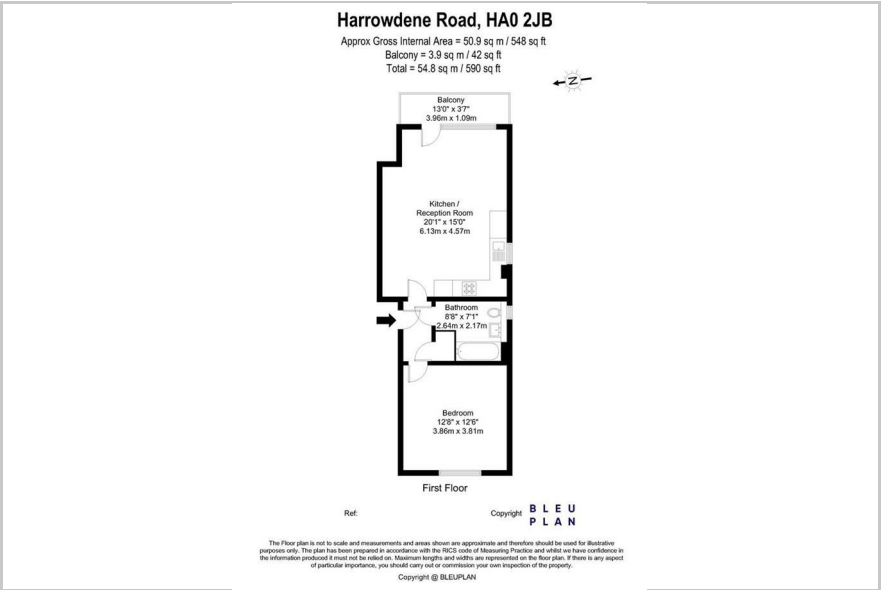 Harrowdene Road, HA0 2JB
Approx Gross Internal Area = 50.9 sq m / 548 sq ft
Balcony = 3.9 sq m / 42 sq ft
Total = 54.8 sq m / 590 sq ft
N
Balcony
13'0" x 3'7"
3.96m x 1.09m
Kitchen /
Reception Room
20'1" x 15'0"
6.13m x 4.57m
Bathroom
8'8" x 7'1"
2.64m x 2.17m
Bedroom
12'8" x 12'6"
3.86m x 3.81m
First Floor
Ref:
Copyright
BLEU
PLAN
The Floor plan is not to scale and measurements and areas shown are approximate and therefore should be used for illustrative
purposes only. The plan has been prepared in accordance with the RICS code of Measuring Practice and whilst we have confidence in
the information produced it must not be relied on. Maximum lengths and widths are represented on the floor plan. If there is any aspect
of particular importance, you should carry out or commission your own inspection of the property.
Copyright @ BLEUPLAN